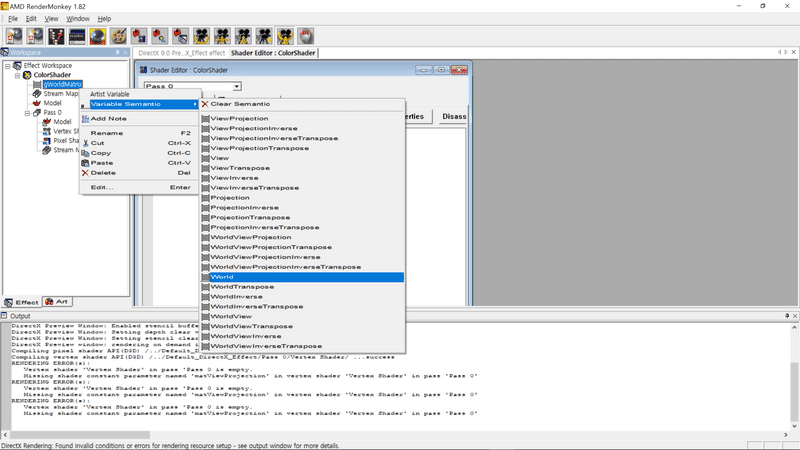 AMD RenderMonkey 1.82
File Edit View Window Help
Workspace
DirectX 9.0 Pre...X_Effect effect Shader Editor : ColorShader
Effect Workspace
ColorShader
gWorldMatrix
Stream Map
Model
Pass 0
Model
Vertex Sh
Pixel Shad
Stream M
Shader Editor : ColorShader
Pass 0
erties Disass
Artist Variable
Variable Semantic
Add Note
Rename F2
Cut Ctrl-X
Copy Ctrl-C
Paste Ctrl-V
Delete Del
Edit... Enter
Clear Semantic
ViewProjection
ViewProjectionInverse
ViewProjectionInverseTranspose
ViewProjectionTranspose
View
ViewTranspose
ViewInverse
ViewInverseTranspose
Projection
ProjectionInverse
ProjectionTranspose
ProjectionInverseTranspose
WorldViewProjection
WorldViewProjectionTranspose
WorldViewProjectionInverse
WorldViewProjectionInverseTranspose
World
WorldTranspose
WorldInverse
WorldInverseTranspose
WorldView
WorldViewTranspose
WorldViewInverse
WorldViewInverseTranspose
Effect Art
Output
DirectX Preview Window: Enabled stencil buffe
DirectX Preview Window: Setting depth clear v
DirectX Preview Window: Setting stencil clear
DirectX Preview Window: rendering on demand i
Compiling pixel shader API(D3D) /../Default_D
Compiling vertex shader API(D3D) /../Default_DirectX_Effect/Pass 0/Vertex Shader/ ...success
RENDERING ERROR(s):
Vertex shader 'Vertex Shader' in pass 'Pass 0 is empty.
Missing shader constant parameter named 'matViewProjection' in vertex shader 'Vertex Shader' in pass 'Pass 0'
RENDERING ERROR(s):
Vertex shader 'Vertex Shader' in pass 'Pass 0 is empty.
Missing shader constant parameter named 'matViewProjection' in vertex shader 'Vertex Shader' in pass 'Pass 0'
RENDERING ERROR(s):
Vertex shader 'Vertex Shader' in pass 'Pass 0 is empty.
Missing shader constant parameter named 'matViewProjection' in vertex shader 'Vertex Shader' in pass 'Pass 0'
DirectX Rendering: Found invalid conditions or errors for rendering resource setup - see output window for more details.